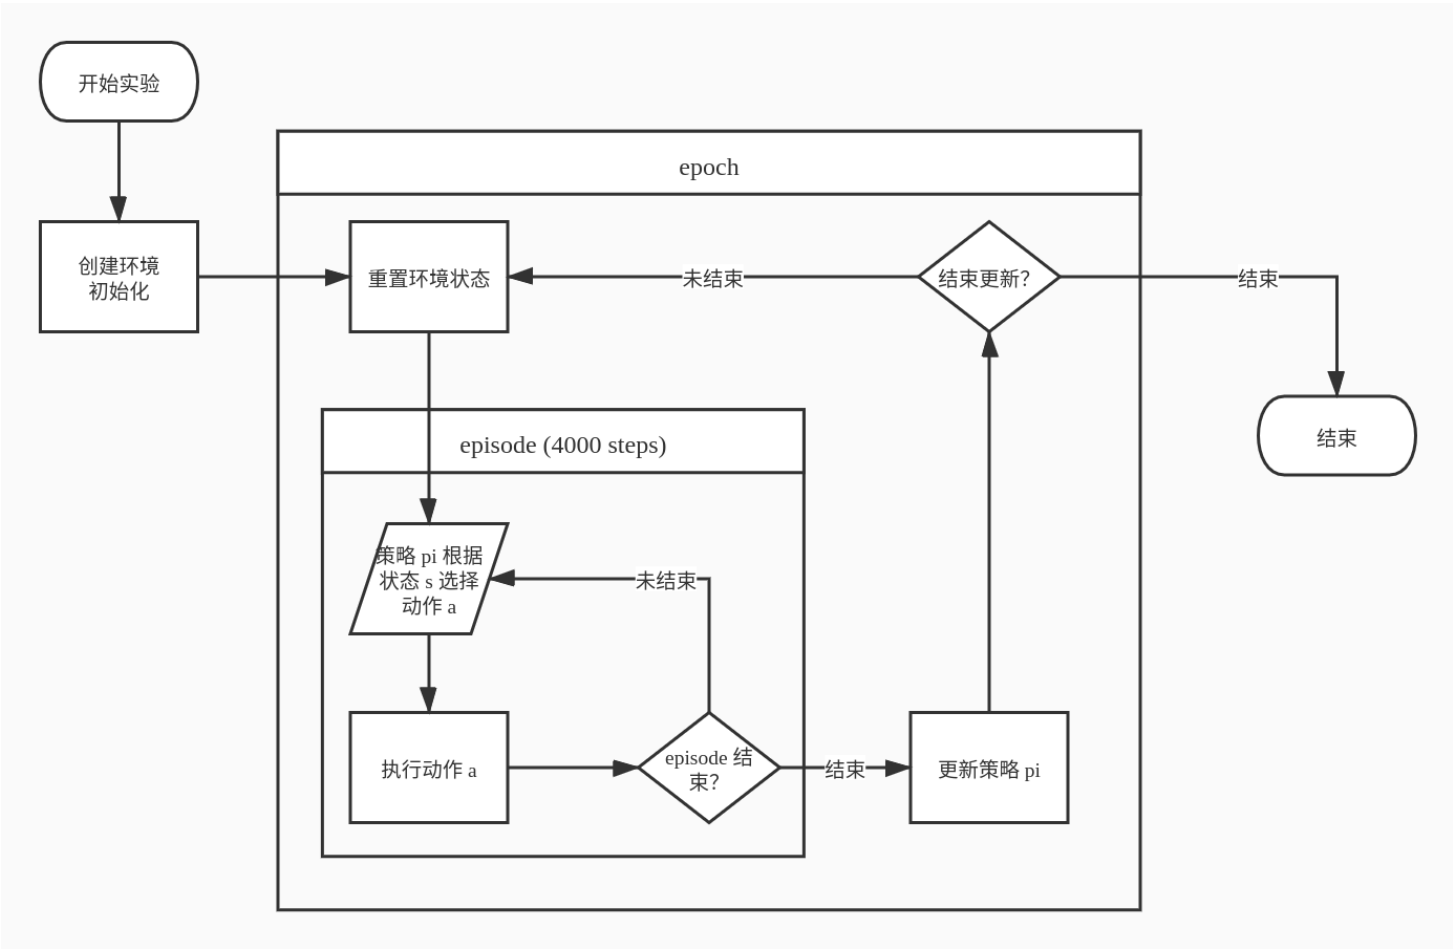 开始实验
epoch
创建环境
初始化
重置环境状态
未结束
结束更新？
结束
episode (4000 steps)
结束
策略 pi 根据
状态 s 选择
动作 a
未结束
执行动作 a
episode 结
束？
结束
更新策略 pi